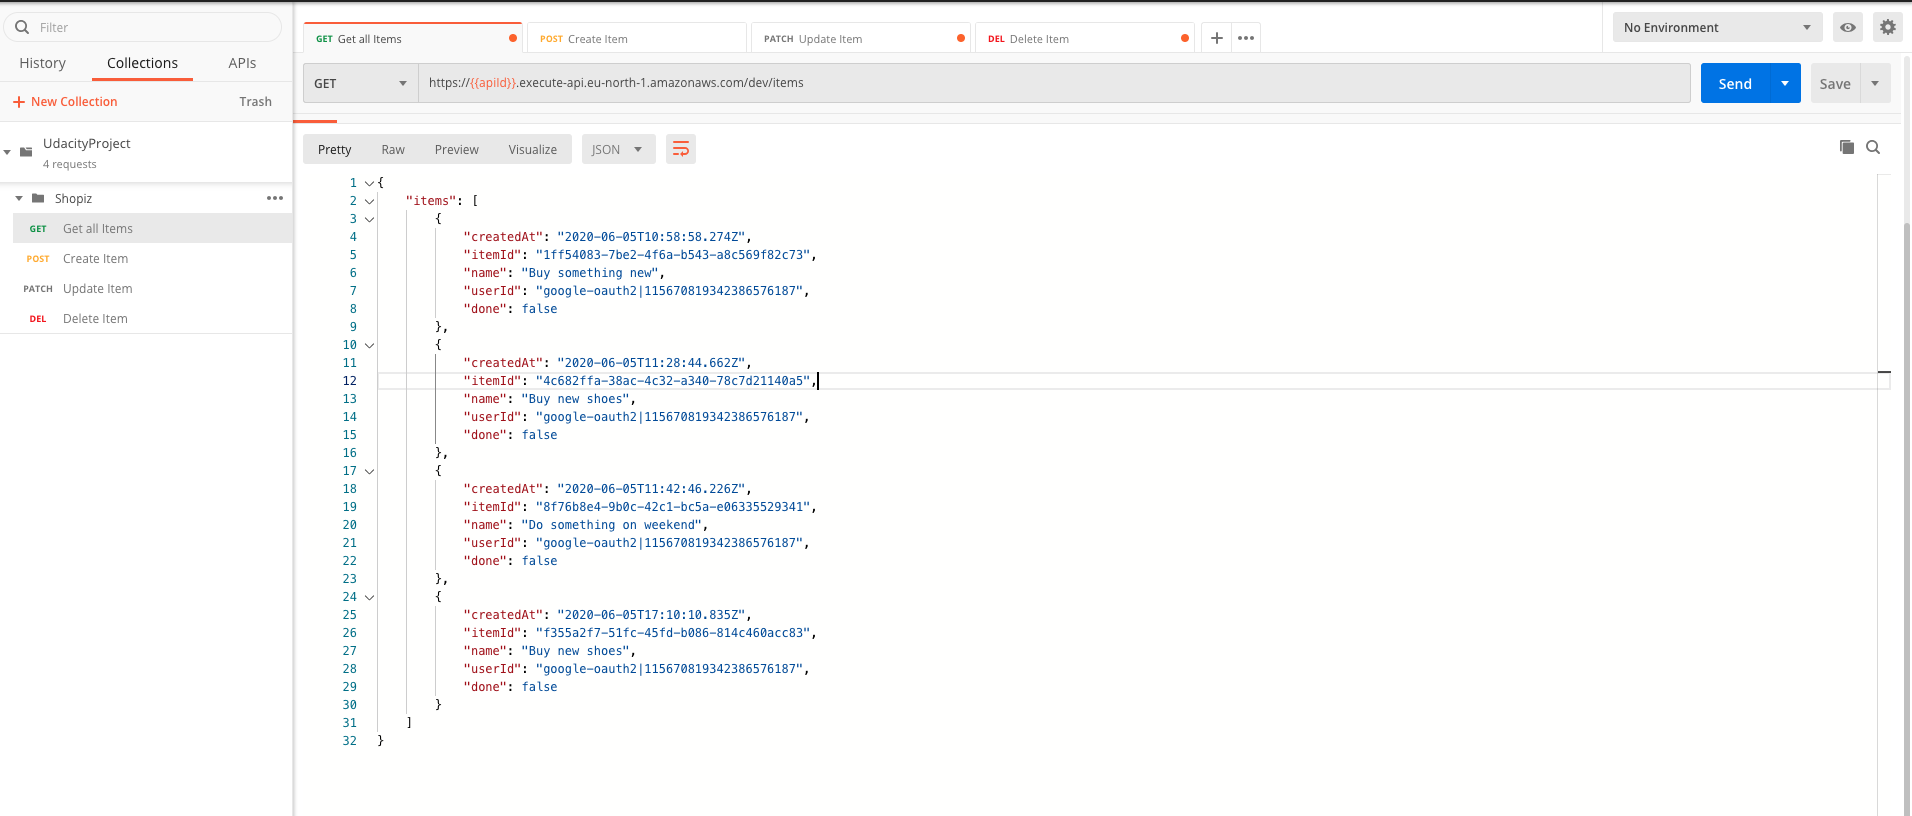 Filter
History Collections APIs
+ New Collection Trash
UdacityProject
4 requests
Shopiz
GET Get all Items
POST Create Item
PATCH Update Item
DEL Delete Item
GET Get all Items POST Create Item PATCH Update Item DEL Delete Item
No Environment
GET https://{{apiId}}.execute-api.eu-north-1.amazonaws.com/dev/items Send Save
Pretty Raw Preview Visualize JSON
1 {
2 "items": [
3 {
4 "createdAt": "2020-06-05T10:58:58.274Z",
5 "itemId": "1ff54083-7be2-4f6a-b543-a8c569f82c73",
6 "name": "Buy something new",
7 "userId": "google-oauth2|115670819342386576187",
8 "done": false
9 },
10 {
11 "createdAt": "2020-06-05T11:28:44.662Z",
12 "itemId": "4c682ffa-38ac-4c32-a340-78c7d21140a5",
13 "name": "Buy new shoes",
14 "userId": "google-oauth2|115670819342386576187",
15 "done": false
16 },
17 {
18 "createdAt": "2020-06-05T11:42:46.226Z",
19 "itemId": "8f76b8e4-9b0c-42c1-bc5a-e06335529341",
20 "name": "Do something on weekend",
21 "userId": "google-oauth2|115670819342386576187",
22 "done": false
23 },
24 {
25 "createdAt": "2020-06-05T17:10:10.835Z",
26 "itemId": "f355a2f7-51fc-45fd-b086-814c460acc83",
27 "name": "Buy new shoes",
28 "userId": "google-oauth2|115670819342386576187",
29 "done": false
30 }
31 ]
32 }